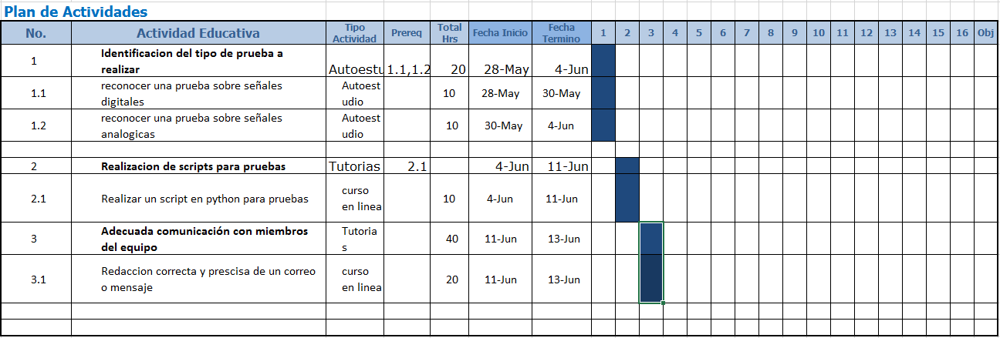 Plan de Actividades
No. Actividad Educativa Tipo Actividad Prereq Total Hrs Fecha Inicio Fecha Termino 1 2 3 4 5 6 7 8 9 10 11 12 13 14 15 16 Obj
1 Identificacion del tipo de prueba a realizar Autoestu 1.1,1.2 20 28-May 4-Jun
1.1 reconocer una prueba sobre señales digitales Autoestudio 10 28-May 30-May
1.2 reconocer una prueba sobre señales analogicas Autoestudio 10 30-May 4-Jun
2 Realizacion de scripts para pruebas Tutorias 2.1 4-Jun 11-Jun
2.1 Realizar un script en python para pruebas curso en linea 10 4-Jun 11-Jun
3 Adecuada comunicación con miembros del equipo Tutorias 40 11-Jun 13-Jun
3.1 Redaccion correcta y prescisa de un correo o mensaje curso en linea 20 11-Jun 13-Jun